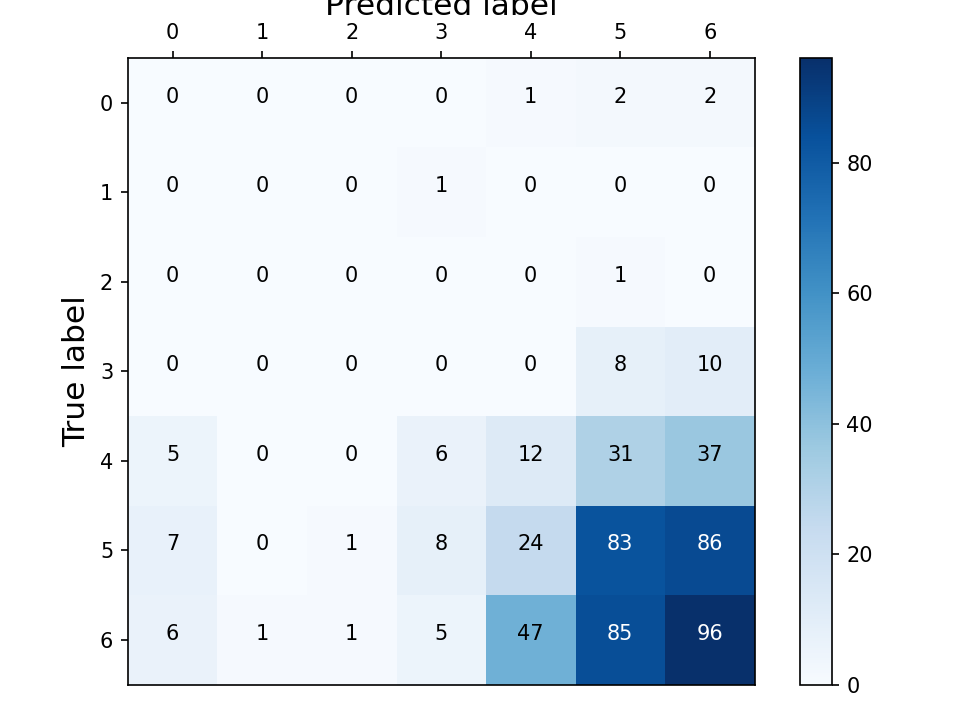 Predicted label
0 1 2 3 4 5 6
0 0 0 0 0 1 2 2
1 0 0 0 1 0 0 0
2 0 0 0 0 0 1 0
3 0 0 0 0 0 8 10
4 5 0 0 6 12 31 37
5 7 0 1 8 24 83 86
6 6 1 1 5 47 85 96
True label
80
60
40
20
0